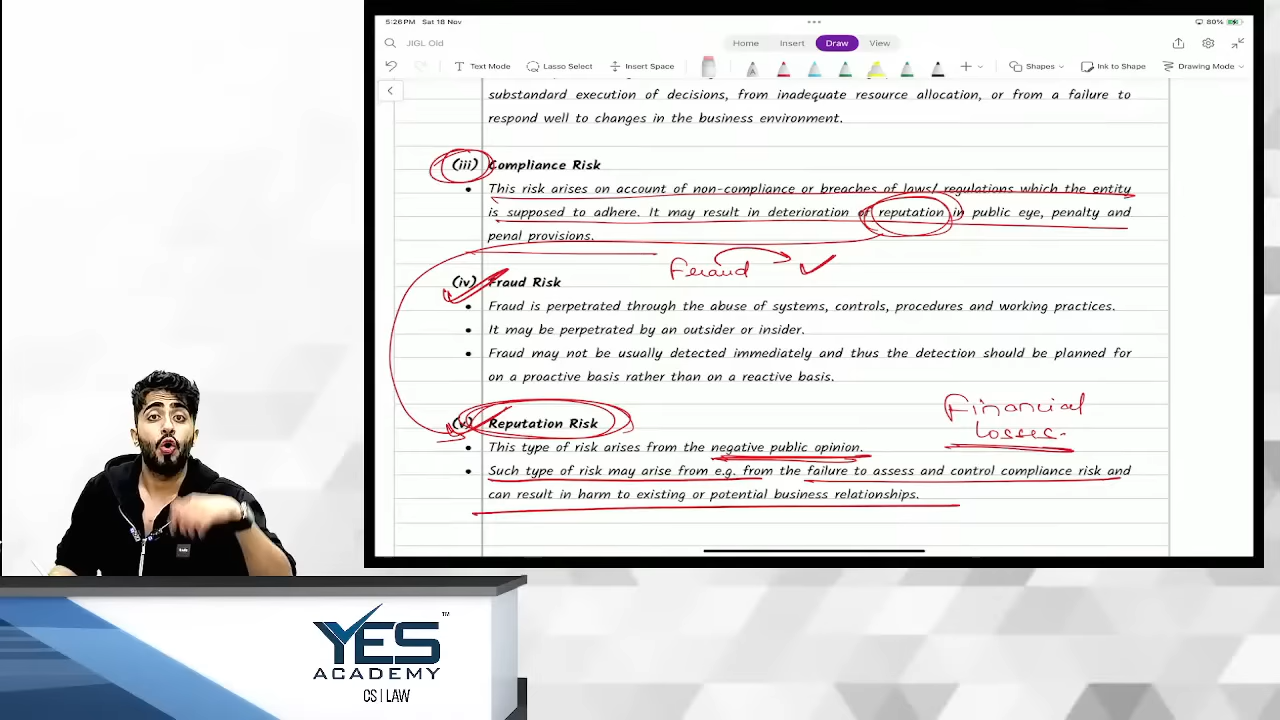 5:26 PM Sat 18 Nov
80%
JIGL Old
Home Insert Draw View
Text Mode Lasso Select Insert Space Shapes Ink to Shape Drawing Mode
substandard execution of decisions, from inadequate resource allocation, or from a failure to
respond well to changes in the business environment.
(iii) Compliance Risk
• This risk arises on account of non-compliance or breaches of laws/ regulations which the entity
is supposed to adhere. It may result in deterioration of reputation in public eye, penalty and
penal provisions.
Fraud
(iv) Fraud Risk
• Fraud is perpetrated through the abuse of systems, controls, procedures and working practices.
• It may be perpetrated by an outsider or insider.
• Fraud may not be usually detected immediately and thus the detection should be planned for
on a proactive basis rather than on a reactive basis.
Financial
losses.
(v) Reputation Risk
• This type of risk arises from the negative public opinion.
• Such type of risk may arise from e.g. from the failure to assess and control compliance risk and
can result in harm to existing or potential business relationships.
YES
TM
ACADEMY
CS | LAW